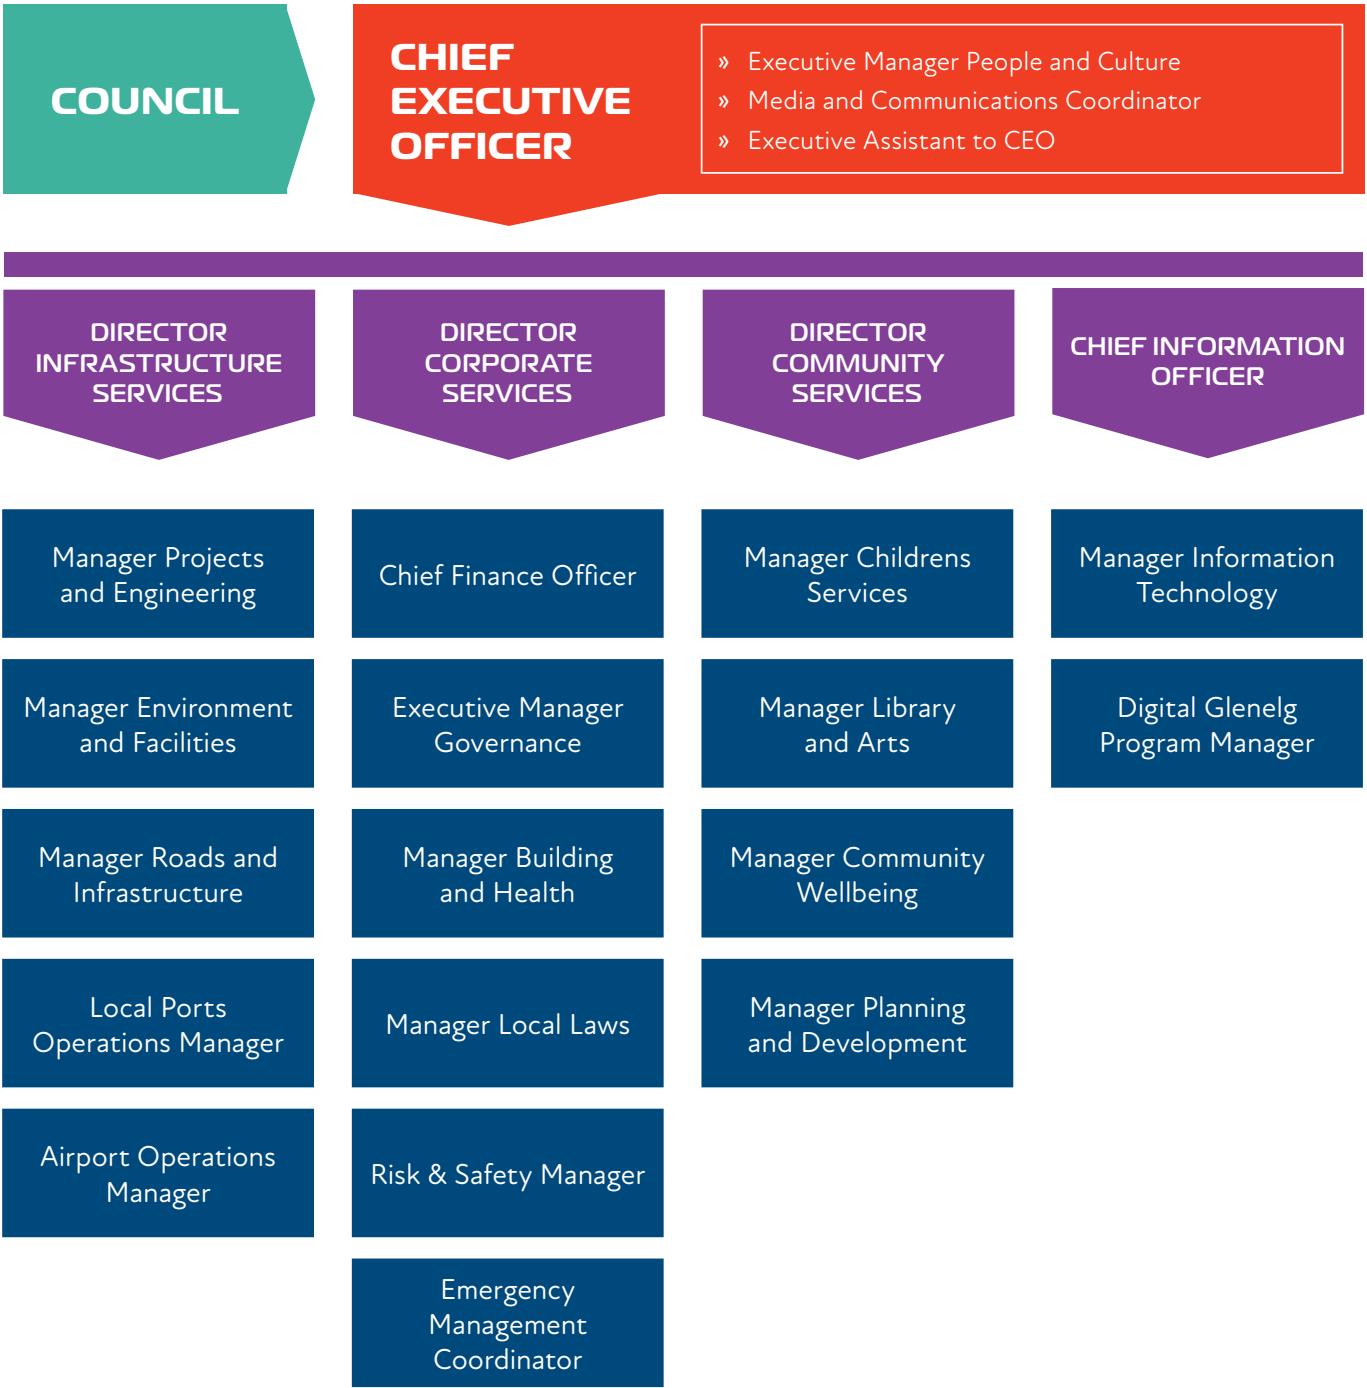 COUNCIL
CHIEF
EXECUTIVE
OFFICER
» Executive Manager People and Culture
» Media and Communications Coordinator
» Executive Assistant to CEO
DIRECTOR
INFRASTRUCTURE
SERVICES
DIRECTOR
CORPORATE
SERVICES
DIRECTOR
COMMUNITY
SERVICES
CHIEF INFORMATION
OFFICER
Manager Projects
and Engineering
Chief Finance Officer
Manager Childrens
Services
Manager Information
Technology
Manager Environment
and Facilities
Executive Manager
Governance
Manager Library
and Arts
Digital Glenelg
Program Manager
Manager Roads and
Infrastructure
Manager Building
and Health
Manager Community
Wellbeing
Local Ports
Operations Manager
Manager Local Laws
Manager Planning
and Development
Airport Operations
Manager
Risk & Safety Manager
Emergency
Management
Coordinator